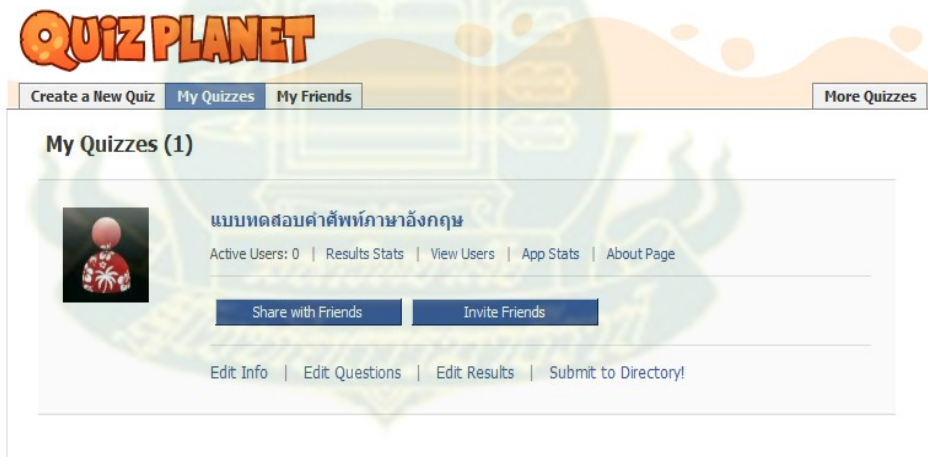 QUIZ PLANET
Create a New Quiz My Quizzes My Friends More Quizzes
My Quizzes (1)
แบบทดสอบคำศัพท์ภาษาอังกฤษ
Active Users: 0 | Results Stats | View Users | App Stats | About Page
Share with Friends Invite Friends
Edit Info | Edit Questions | Edit Results | Submit to Directory!